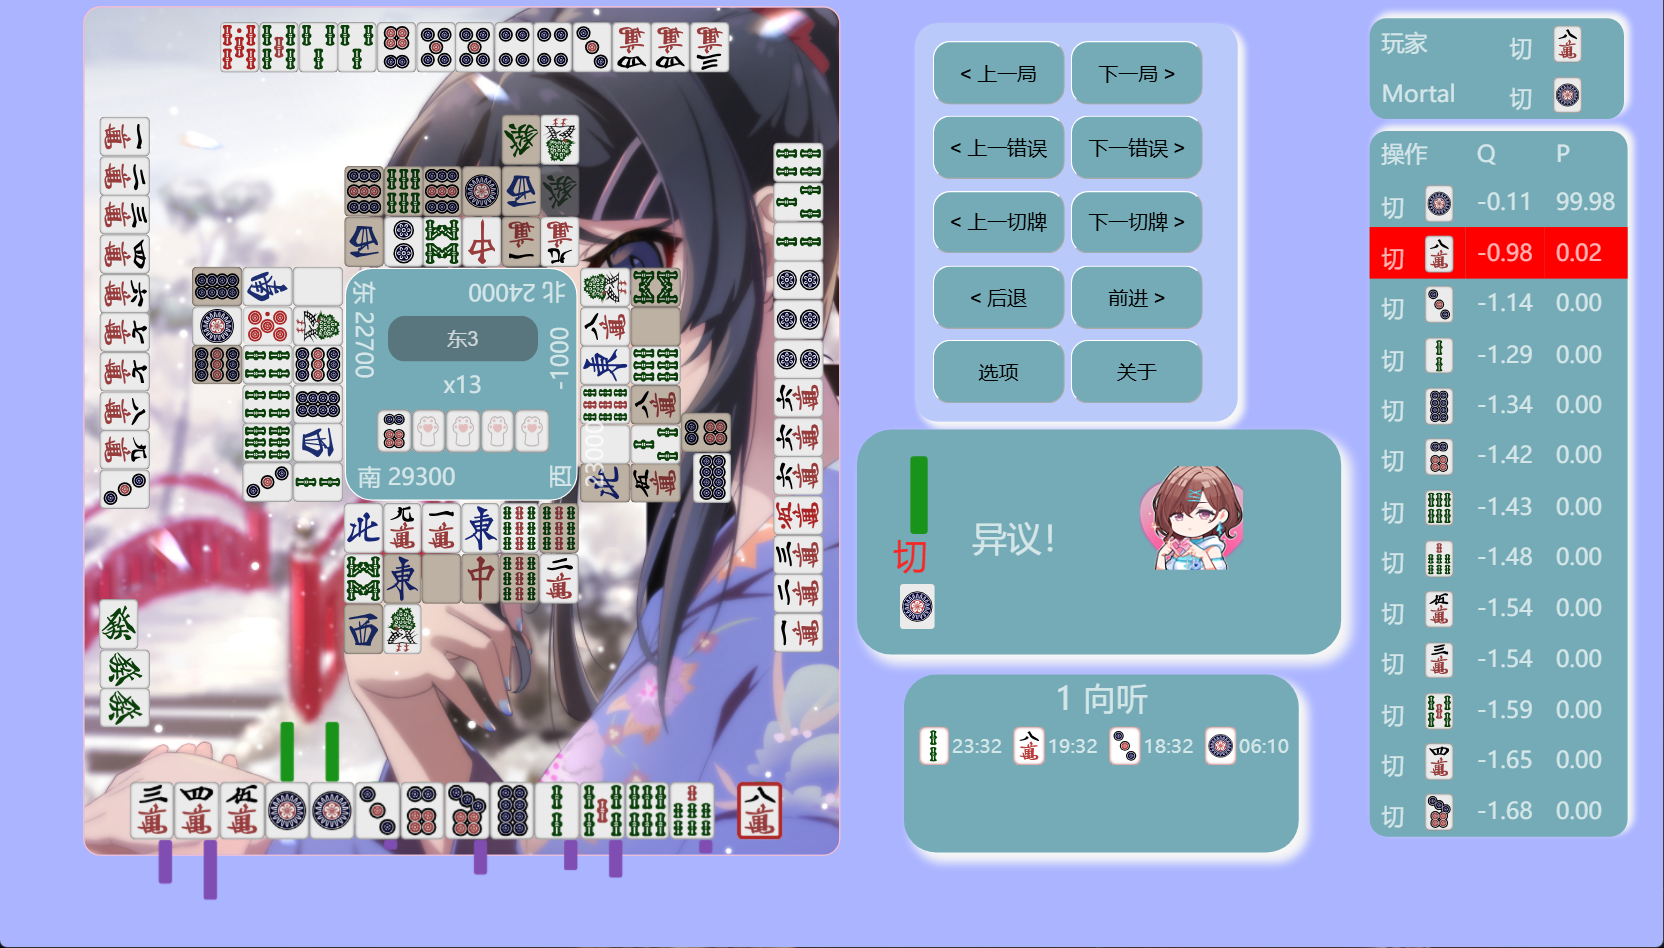 东 22700
北 24000
东3
-1000
x13
南 29300
西 23000
< 上一局
下一局 >
< 上一错误
下一错误 >
< 上一切牌
下一切牌 >
< 后退
前进 >
选项
关于
切
异议！
1 向听
23:32
19:32
18:32
06:10
玩家 切
Mortal 切
操作 Q P
切 -0.11 99.98
切 -0.98 0.02
切 -1.14 0.00
切 -1.29 0.00
切 -1.34 0.00
切 -1.42 0.00
切 -1.43 0.00
切 -1.48 0.00
切 -1.54 0.00
切 -1.54 0.00
切 -1.59 0.00
切 -1.65 0.00
切 -1.68 0.00